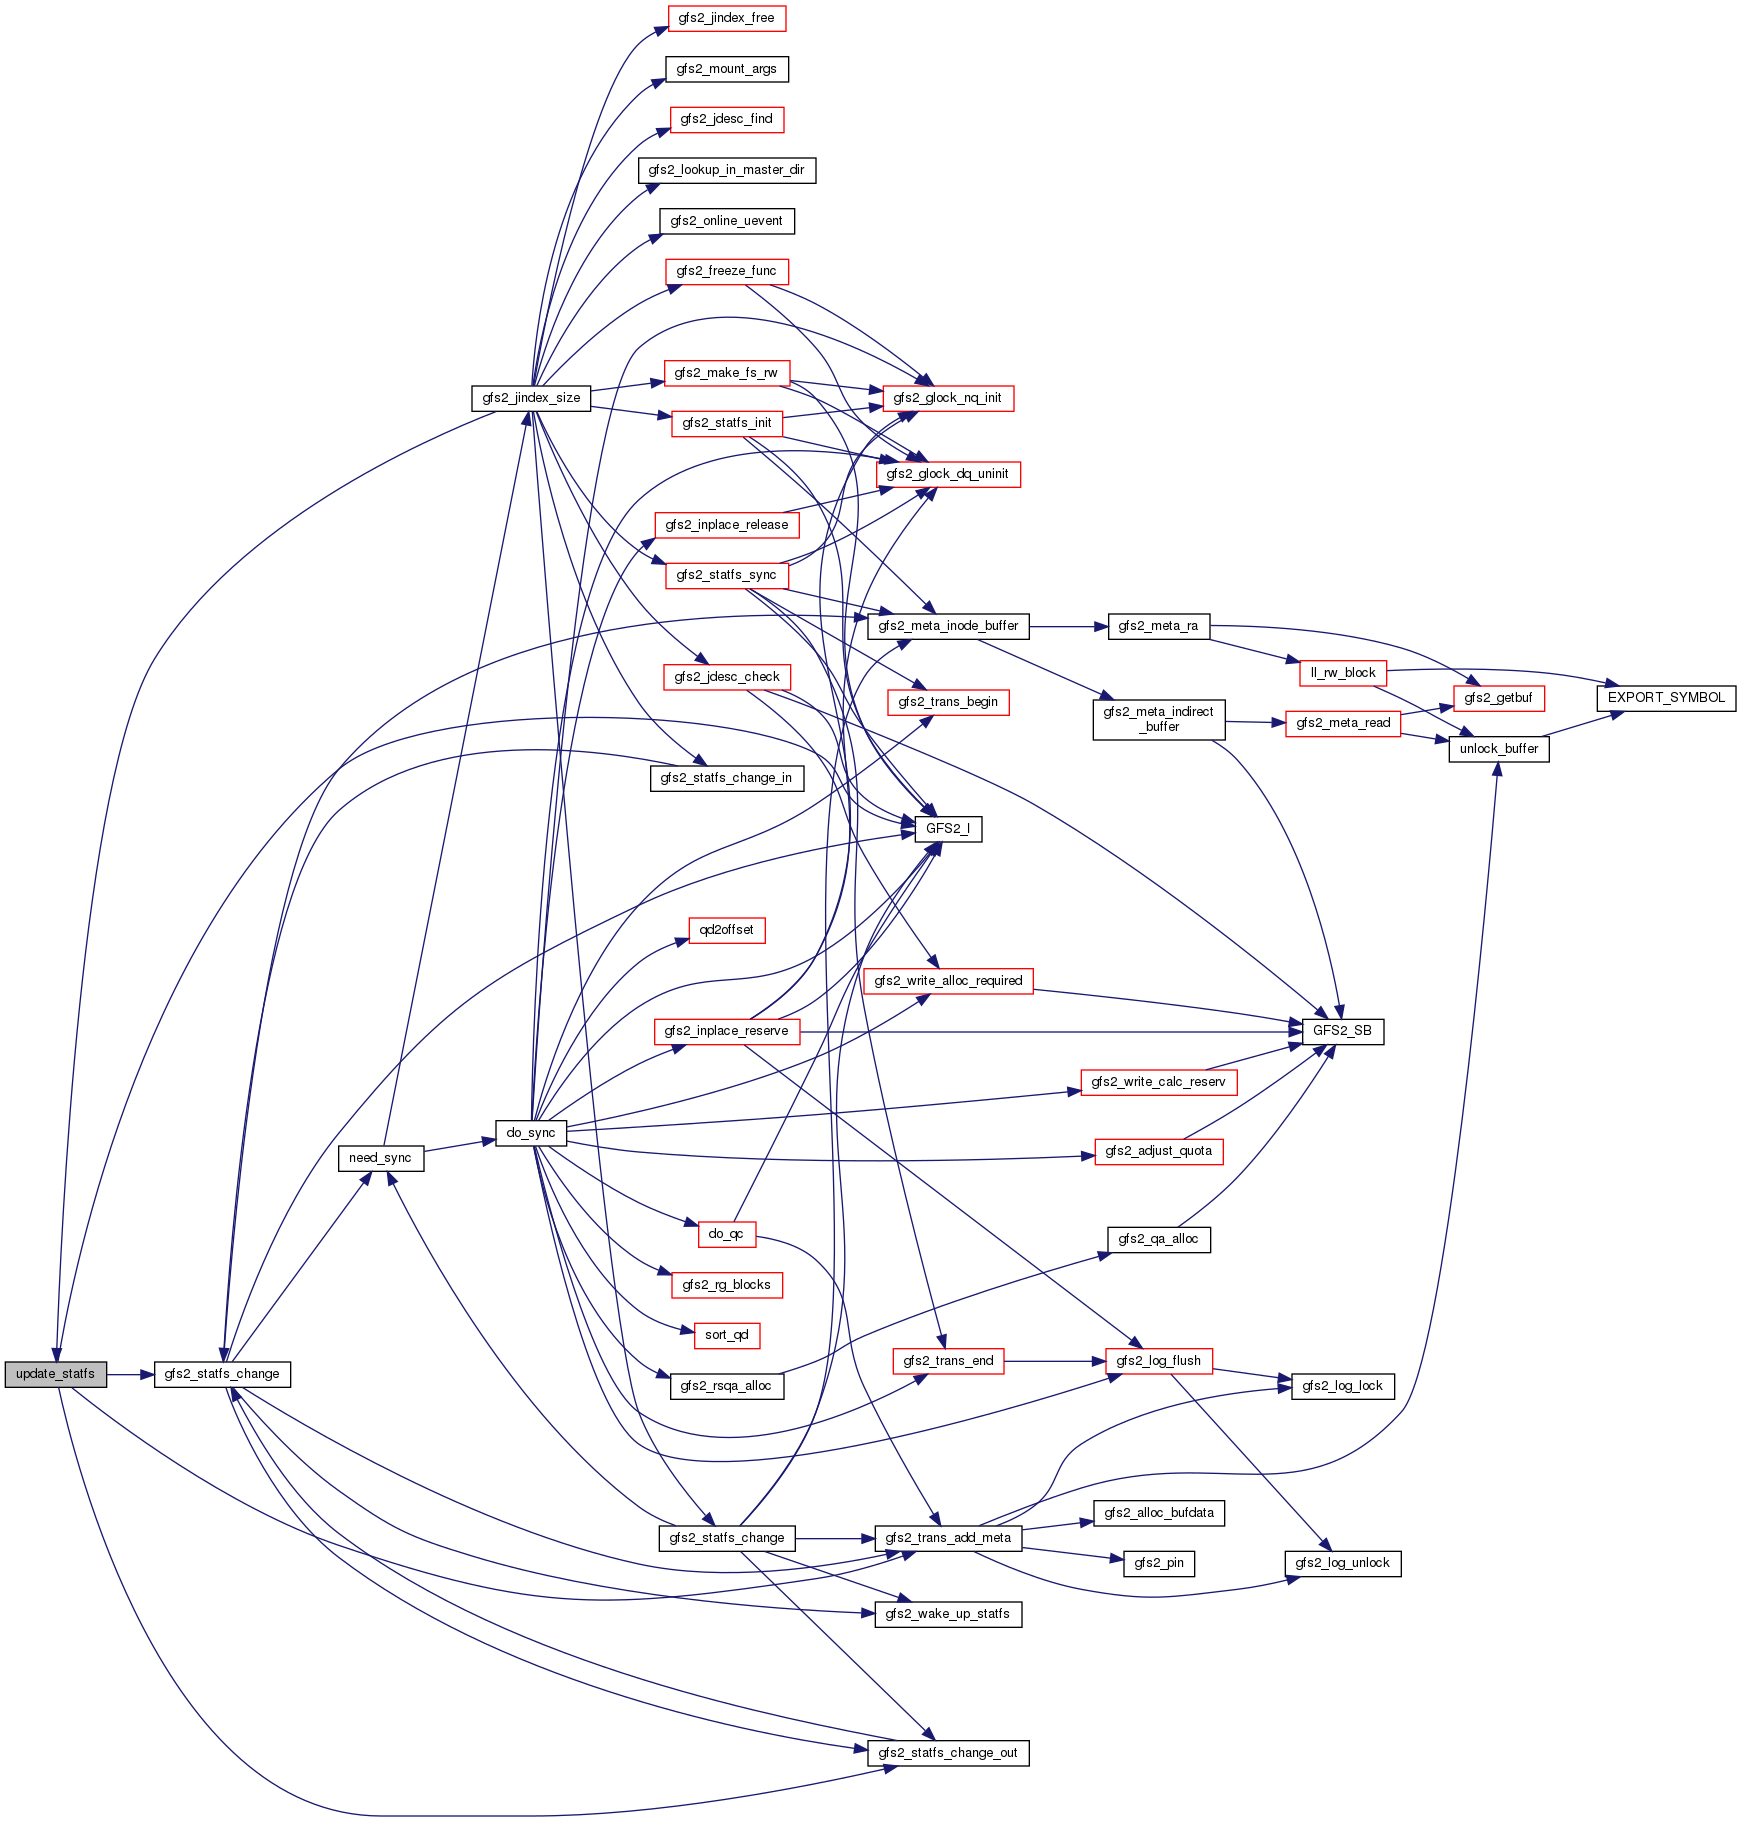 gfs2_jindex_free
gfs2_mount_args
gfs2_jdesc_find
gfs2_lookup_in_master_dir
gfs2_online_uevent
gfs2_freeze_func
gfs2_make_fs_rw
gfs2_jindex_size
gfs2_glock_nq_init
gfs2_statfs_init
gfs2_glock_dq_uninit
gfs2_inplace_release
gfs2_statfs_sync
gfs2_meta_inode_buffer
gfs2_meta_ra
gfs2_jdesc_check
ll_rw_block
gfs2_trans_begin
gfs2_getbuf
EXPORT_SYMBOL
gfs2_meta_indirect
_buffer
gfs2_meta_read
unlock_buffer
gfs2_statfs_change_in
GFS2_I
qd2offset
gfs2_write_alloc_required
gfs2_inplace_reserve
GFS2_SB
gfs2_write_calc_reserv
do_sync
need_sync
gfs2_adjust_quota
do_qc
gfs2_qa_alloc
gfs2_rg_blocks
sort_qd
gfs2_trans_end
gfs2_log_flush
update_statfs
gfs2_statfs_change
gfs2_rsqa_alloc
gfs2_log_lock
gfs2_alloc_bufdata
gfs2_statfs_change
gfs2_trans_add_meta
gfs2_pin
gfs2_log_unlock
gfs2_wake_up_statfs
gfs2_statfs_change_out